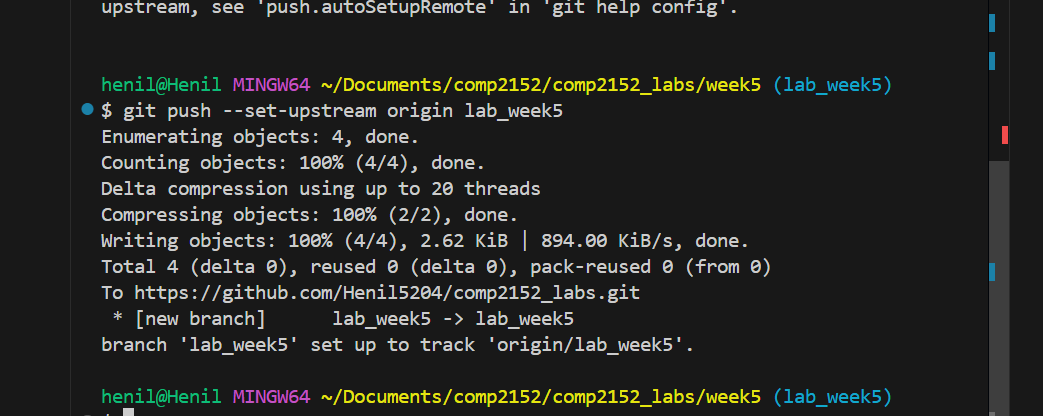 upstream, see 'push.autoSetupRemote' in 'git help config'.
henil@Henil MINGW64 ~/Documents/comp2152/comp2152_labs/week5 (lab_week5)
$ git push --set-upstream origin lab_week5
Enumerating objects: 4, done.
Counting objects: 100% (4/4), done.
Delta compression using up to 20 threads
Compressing objects: 100% (2/2), done.
Writing objects: 100% (4/4), 2.62 KiB | 894.00 KiB/s, done.
Total 4 (delta 0), reused 0 (delta 0), pack-reused 0 (from 0)
To https://github.com/Henil5204/comp2152_labs.git
 * [new branch]      lab_week5 -> lab_week5
branch 'lab_week5' set up to track 'origin/lab_week5'.
henil@Henil MINGW64 ~/Documents/comp2152/comp2152_labs/week5 (lab_week5)